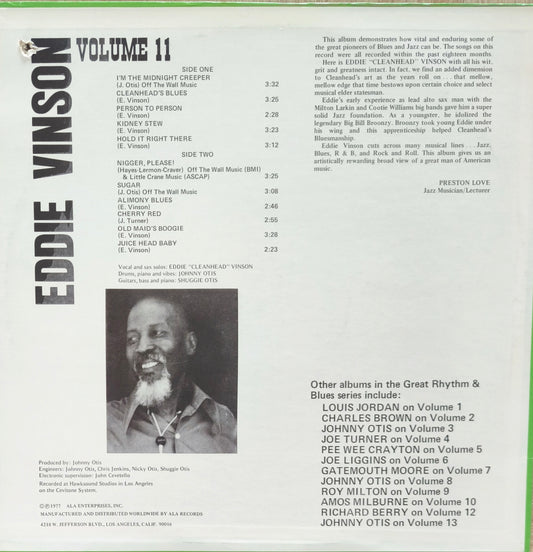 EDDIE VINSON
VOLUME 11
SIDE ONE
I'M THE MIDNIGHT CREEPER
(J. Otis) Off The Wall Music) 3:32
CLEANHEAD'S BLUES
(E. Vinson) 3:25
PERSON TO PERSON
(E. Vinson) 2:28
KIDNEY STEW
(E. Vinson) 3:23
HOLD IT RIGHT THERE
(E. Vinson) 3:12
SIDE TWO
NIGGER, PLEASE!
(Hayes-Lermon-Craver) Off The Wall Music (BMI)
& Little Crane Music (ASCAP) 3:25
SUGAR
(J. Otis) Off The Wall Music) 3:08
ALIMONY BLUES
(E. Vinson) 2:46
CHERRY RED
(J. Turner) 2:55
OLD MAID'S BOOGIE
(E. Vinson) 3:28
JUICE HEAD BABY
(E. Vinson) 2:23
Vocal and sax solos: EDDIE "CLEANHEAD" VINSON
Drums, piano and vibes: JOHNNY OTIS
Guitars, bass and piano: SHUGGIE OTIS
This album demonstrates how vital and enduring some of
the great pioneers of Blues and Jazz can be. The songs on
this record were all recorded within the past eighteen months.
Here is EDDIE "CLEANHEAD" VINSON with all his wit,
grit and greatness intact. In fact, we find an added dimension
to Cleanhead's art as the years roll on . . . that mellow,
mellow edge that time bestows upon certain choice and select
musical elder statesman.
Eddie's early experience as lead alto sax man with the
Milton Larkin and Cootie Williams big bands gave him a super
solid Jazz foundation. As a youngster, he idolized the
legendary Big Bill Broonzy. Broonzy took young Eddie under
his wing and this apprenticeship helped Cleanhead's
Bluesmanship.
Eddie Vinson cuts across many musical lines . . . Jazz,
Blues, R & B, and Rock and Roll. This album gives us an
artistically rewarding broad view of a great man of American
music.
PRESTON LOVE
Jazz Musician/Lecturer
Produced by: Johnny Otis
Engineers: Johnny Otis, Chris Jenkins, Nicky Otis, Shuggie Otis
Electronic supervision: John Cevetello
Recorded at Hawksound Studios in Los Angeles
on the Cevitone System.
©℗ 1977 ALA ENTERPRISES, INC.
MANUFACTURED AND DISTRIBUTED WORLDWIDE BY ALA RECORDS
4244 W. JEFFERSON BLVD., LOS ANGELES, CALIF. 90016
Other albums in the Great Rhythm &
Blues series include:
LOUIS JORDAN on Volume 1
CHARLES BROWN on Volume 2
JOHNNY OTIS on Volume 3
JOE TURNER on Volume 4
PEE WEE CRAYTON on Volume 5
JOE LIGGINS on Volume 6
GATEMOUTH MOORE on Volume 7
JOHNNY OTIS on Volume 8
ROY MILTON on Volume 9
AMOS MILBURNE on Volume 10
RICHARD BERRY on Volume 12
JOHNNY OTIS on Volume 13